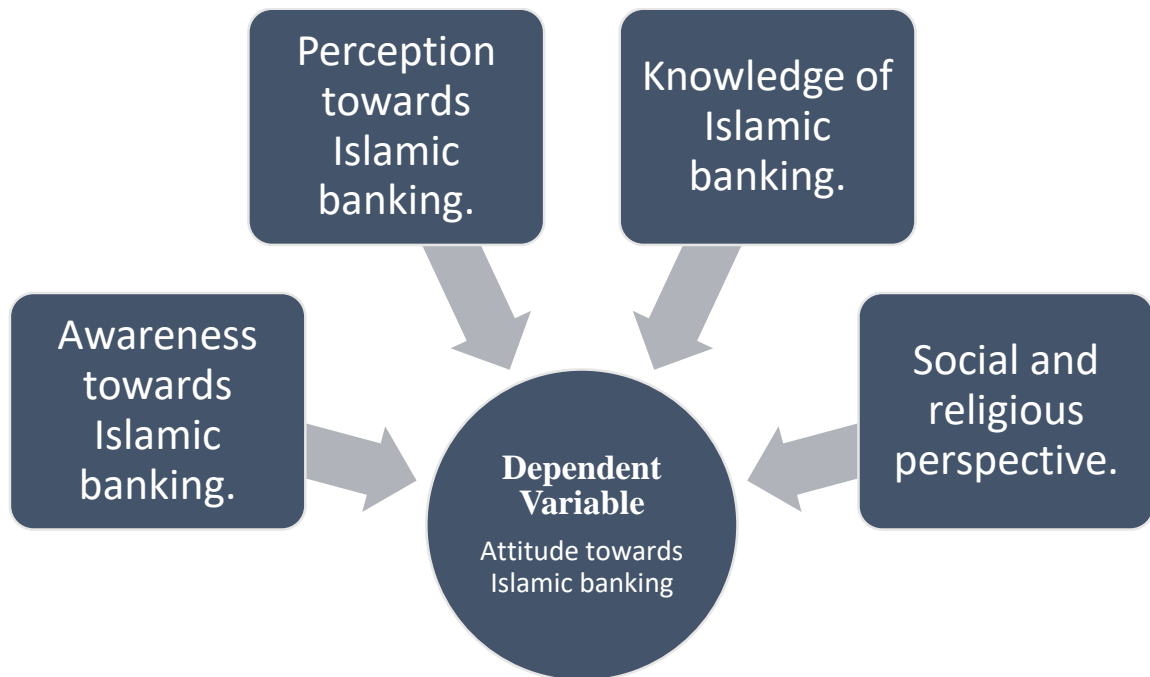 Perception
towards
Islamic
banking.
Knowledge of
Islamic
banking.
Awareness
towards
Islamic
banking.
Social and
religious
perspective.
Dependent
Variable
Attitude towards
Islamic banking